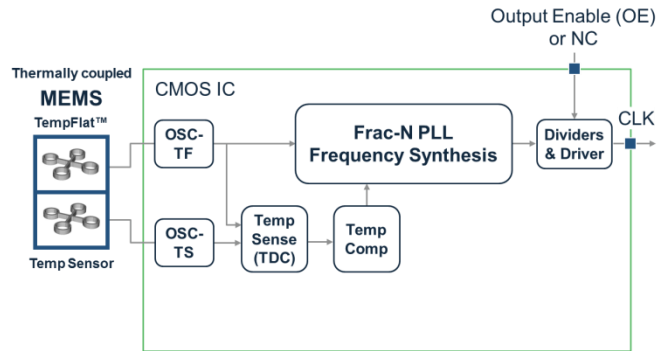 Output Enable (OE)
or NC
Thermally coupled
MEMS
TempFlat™
CMOS IC
CLK
OSC-
TF
Frac-N PLL
Frequency Synthesis
Dividers
& Driver
OSC-
TS
Temp
Sense
(TDC)
Temp
Comp
Temp Sensor